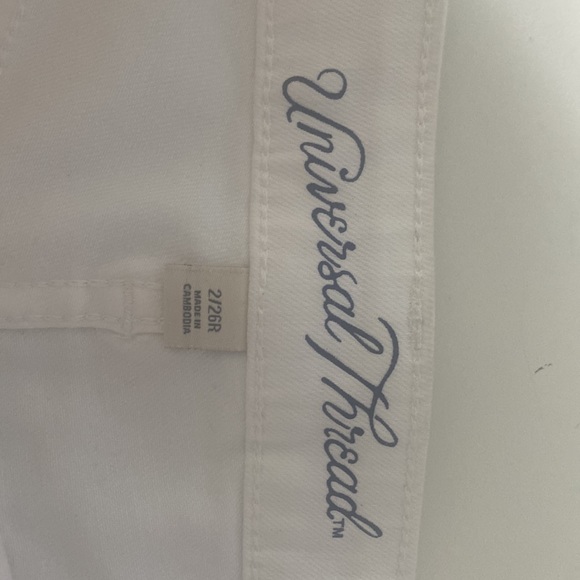 Universal Thread™
2/26R
MADE IN
CAMBODIA